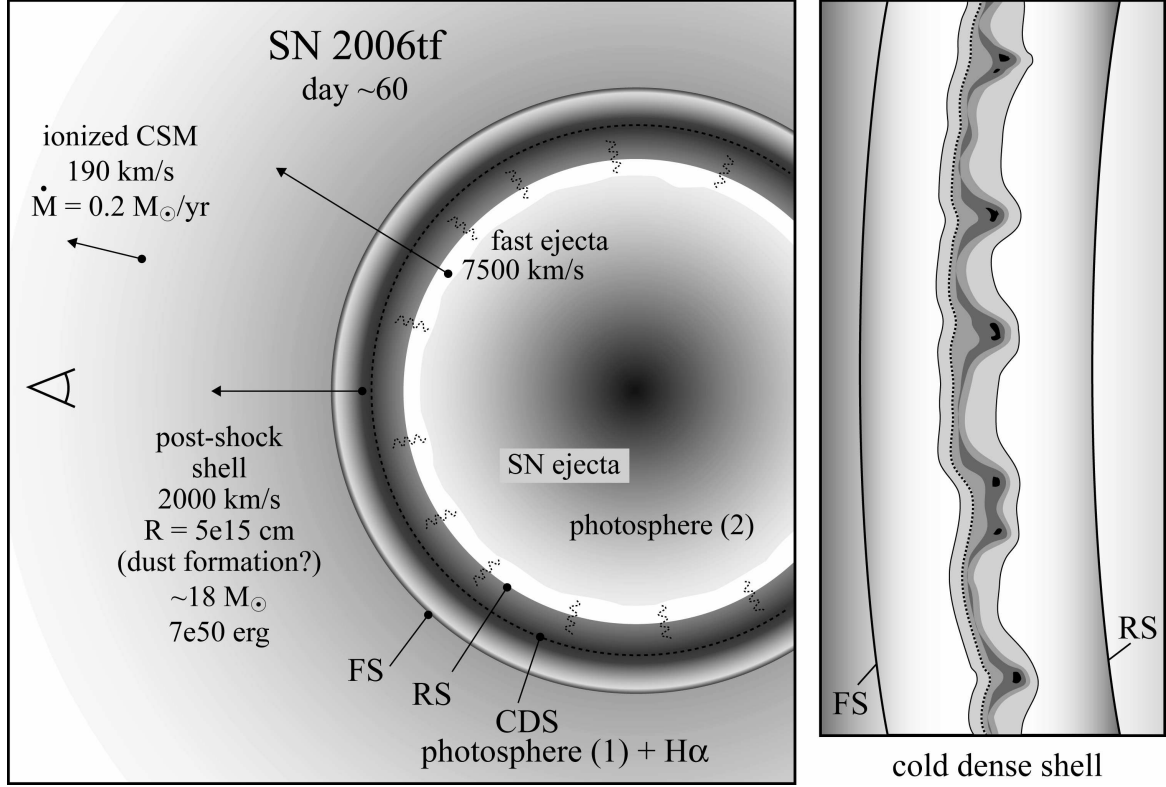 SN 2006tf
day ~60
ionized CSM
190 km/s
Ṁ = 0.2 M☉/yr
fast ejecta
7500 km/s
post-shock
shell
2000 km/s
R = 5e15 cm
(dust formation?)
~18 M☉
7e50 erg
SN ejecta
photosphere (2)
FS
RS
CDS
photosphere (1) + Hα
FS
RS
cold dense shell